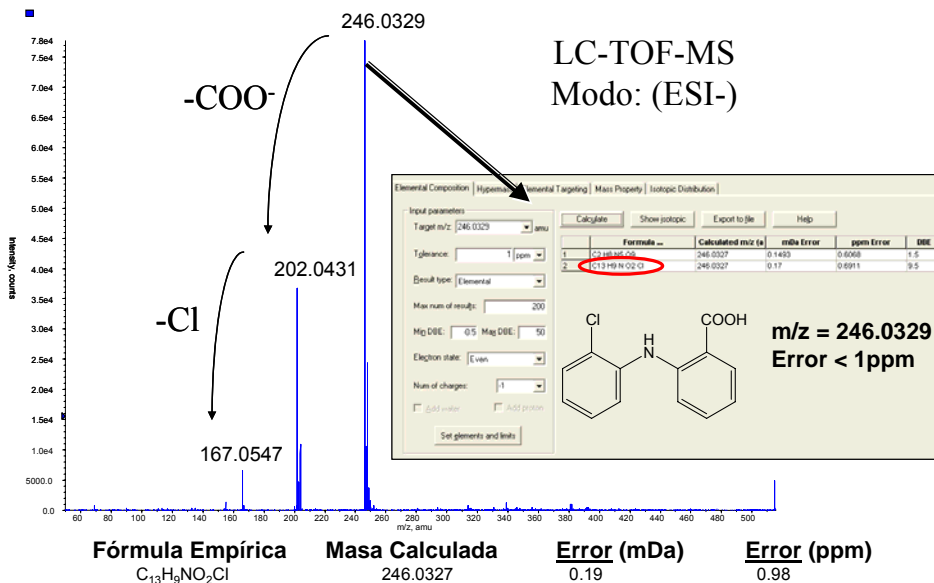 246.0329
LC-TOF-MS
Modo: (ESI-)
-COO-
202.0431
-Cl
167.0547
Intensity, counts
7.8e4
7.0e4
6.5e4
6.0e4
5.5e4
5.0e4
4.5e4
4.0e4
3.5e4
3.0e4
2.5e4
2.0e4
1.5e4
1.0e4
5000.0
0.0
60 80 100 120 140 160 180 200 220 240 260 280 300 320 340 360 380 400 420 440 460 480 500
m/z, amu
Elemental Composition Elemental Targeting Mass Property Isotopic Distribution
Input parameters
Target m/z: 246.0329 amu
Tolerance: 1 ppm
Result type: Elemental
Max num of results: 200
Min DBE: -0.5 Max DBE: 50
Electron state: Even
Num of charges: -1
Add water Add proton
Set elements and limits
Calculate Show isotopic Export to file Help
Formula ... Calculated m/z (a mDa Error ppm Error DBE
1 C2 H8 N5 O9 246.0327 0.1493 0.6068 1.5
2 C13 H9 N O2 Cl 246.0327 0.17 0.6911 9.5
Cl
H
N
COOH
m/z = 246.0329
Error < 1ppm
Fórmula Empírica Masa Calculada Error (mDa) Error (ppm)
C13H9NO2Cl 246.0327 0.19 0.98